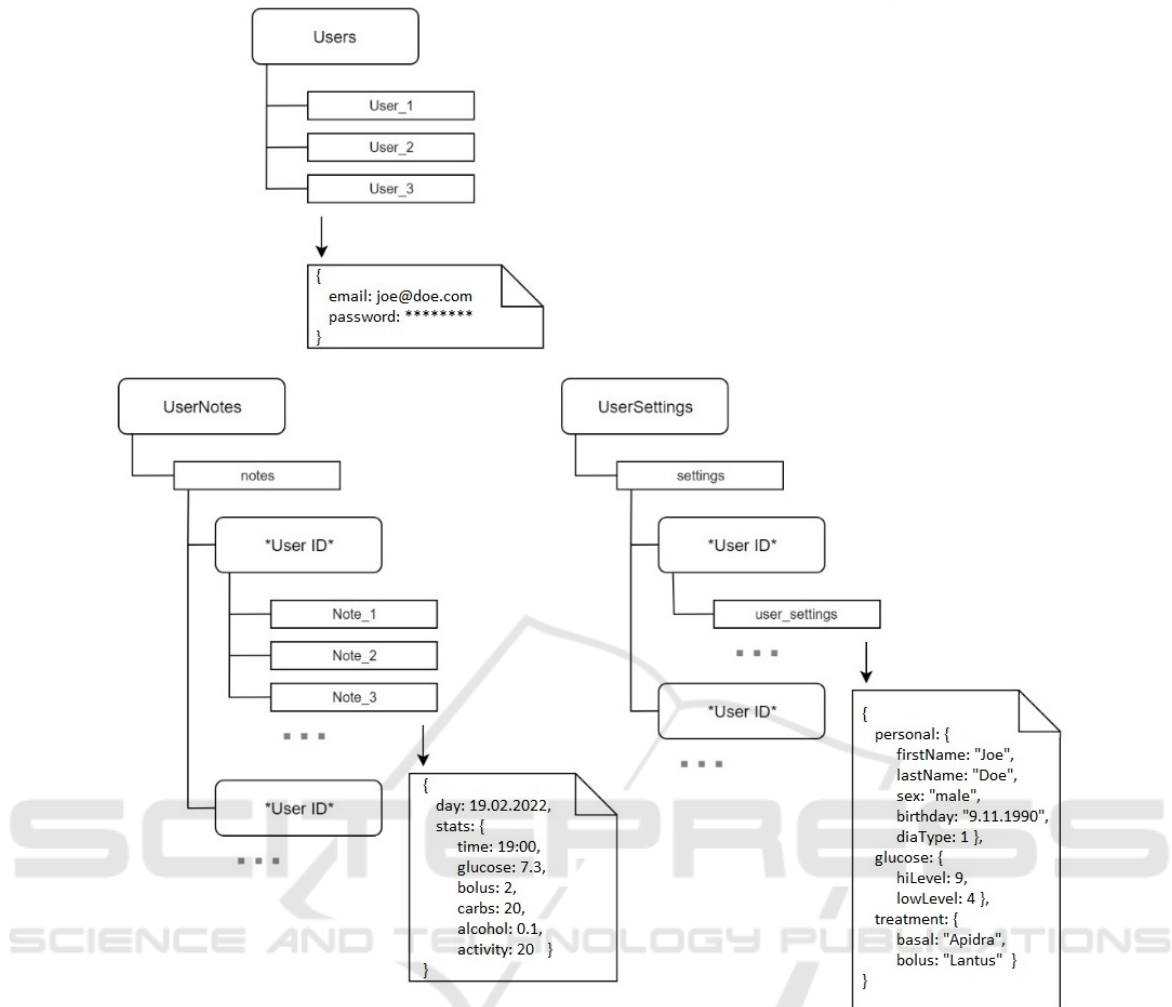 Users
User_1
User_2
User_3
{
email: joe@doe.com
password: ********
}
UserNotes
notes
*User ID*
Note_1
Note_2
Note_3
...
*User ID*
...
{
day: 19.02.2022,
stats: {
time: 19:00,
glucose: 7.3,
bolus: 2,
carbs: 20,
alcohol: 0.1,
activity: 20 }
}
UserSettings
settings
*User ID*
user_settings
...
*User ID*
...
{
personal: {
firstName: "Joe",
lastName: "Doe",
sex: "male",
birthday: "9.11.1990",
diaType: 1 },
glucose: {
hiLevel: 9,
lowLevel: 4 },
treatment: {
basal: "Apidra",
bolus: "Lantus" }
}
SCITEPRESS
SCIENCE AND TECHNOLOGY PUBLICATIONS